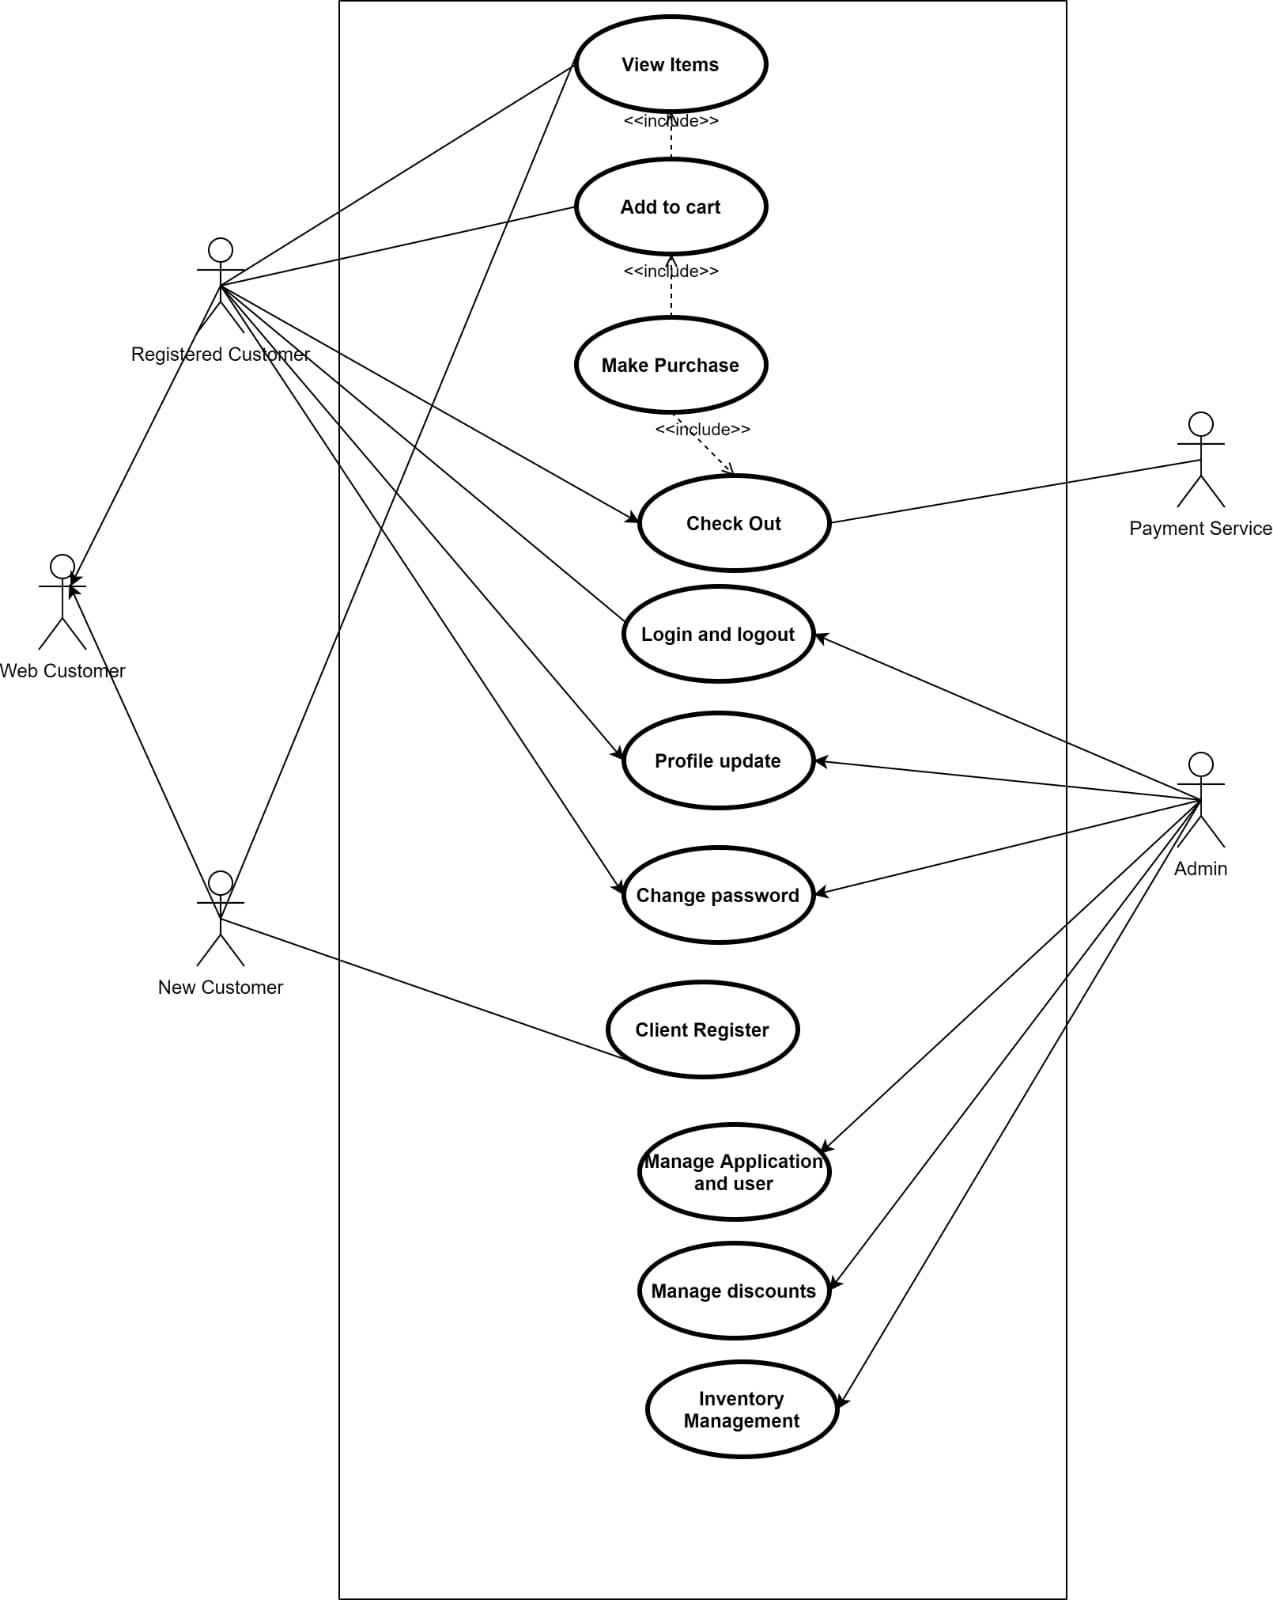 View Items
<<include>>
Add to cart
<<include>>
Registered Customer
Make Purchase
<<include>>
Check Out
Payment Service
Login and logout
Web Customer
Profile update
Admin
Change password
New Customer
Client Register
Manage Application
and user
Manage discounts
Inventory
Management